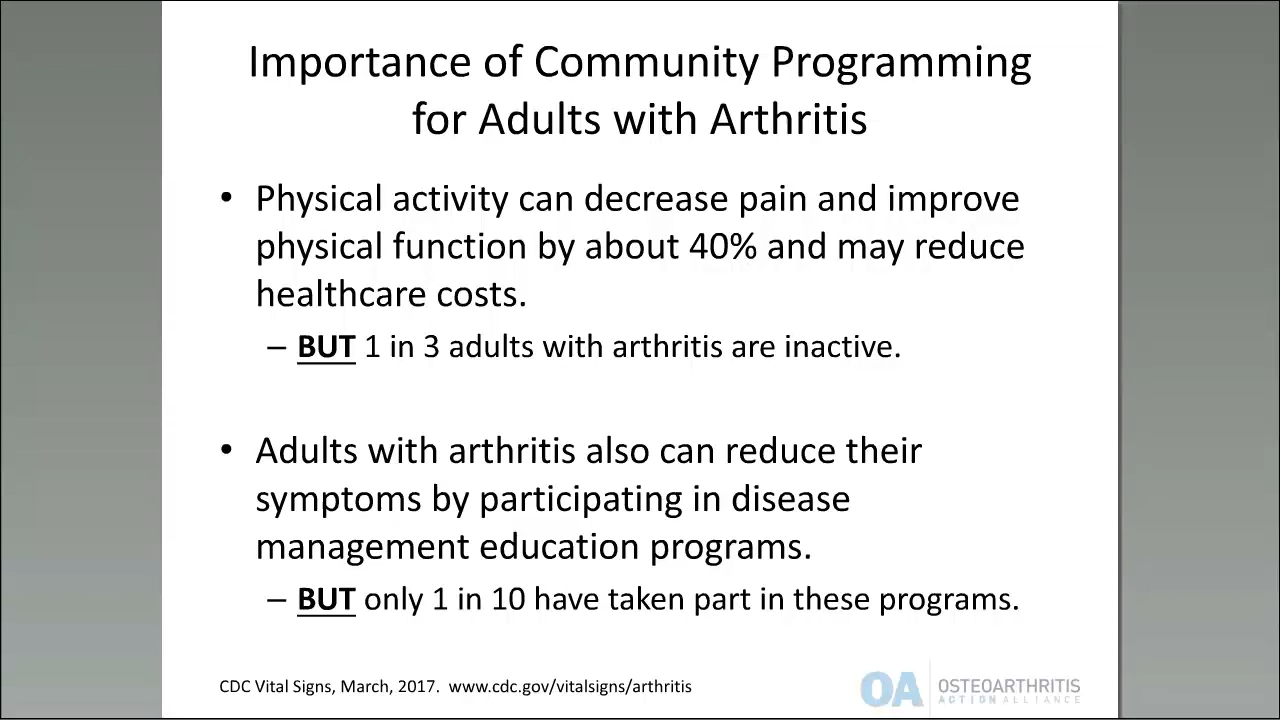 Importance of Community Programming
for Adults with Arthritis
• Physical activity can decrease pain and improve
physical function by about 40% and may reduce
healthcare costs.
– BUT 1 in 3 adults with arthritis are inactive.
• Adults with arthritis also can reduce their
symptoms by participating in disease
management education programs.
– BUT only 1 in 10 have taken part in these programs.
CDC Vital Signs, March, 2017. www.cdc.gov/vitalsigns/arthritis
OA OSTEOARTHRITIS
ACTION ALLIANCE